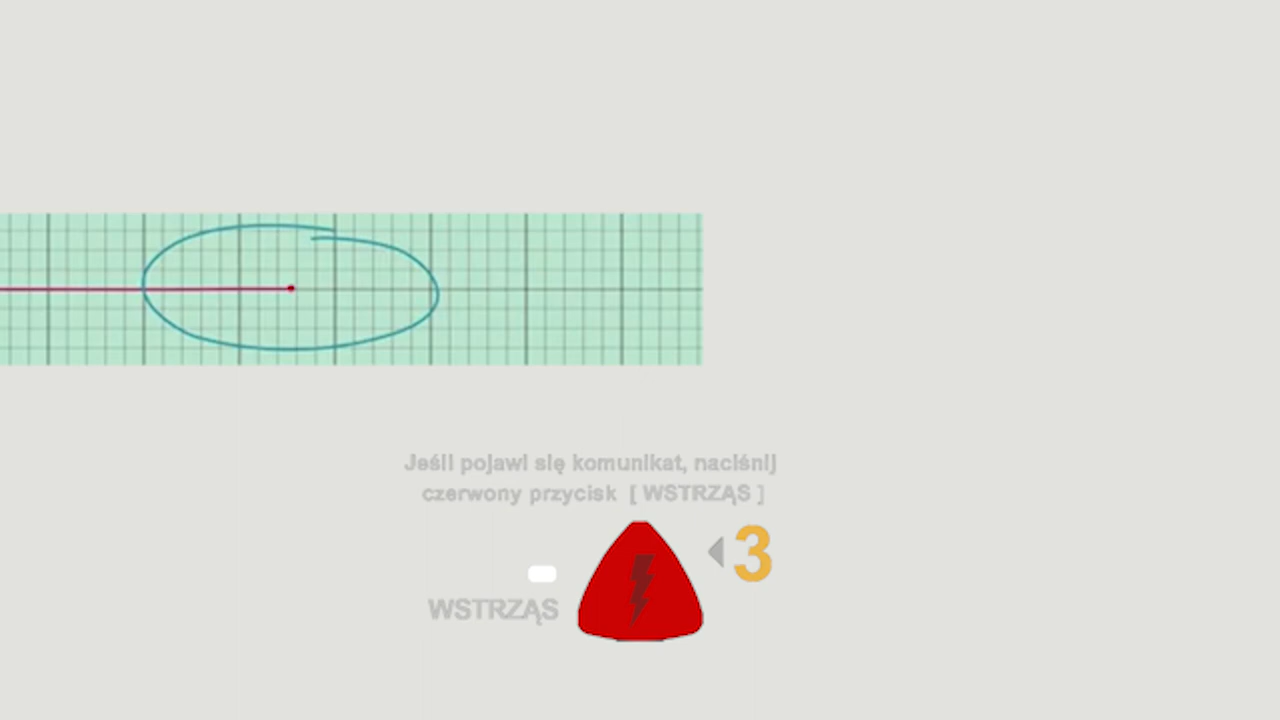 Jeśli pojawi się komunikat, naciśnij
czerwony przycisk [ WSTRZĄS ]
3
WSTRZĄS